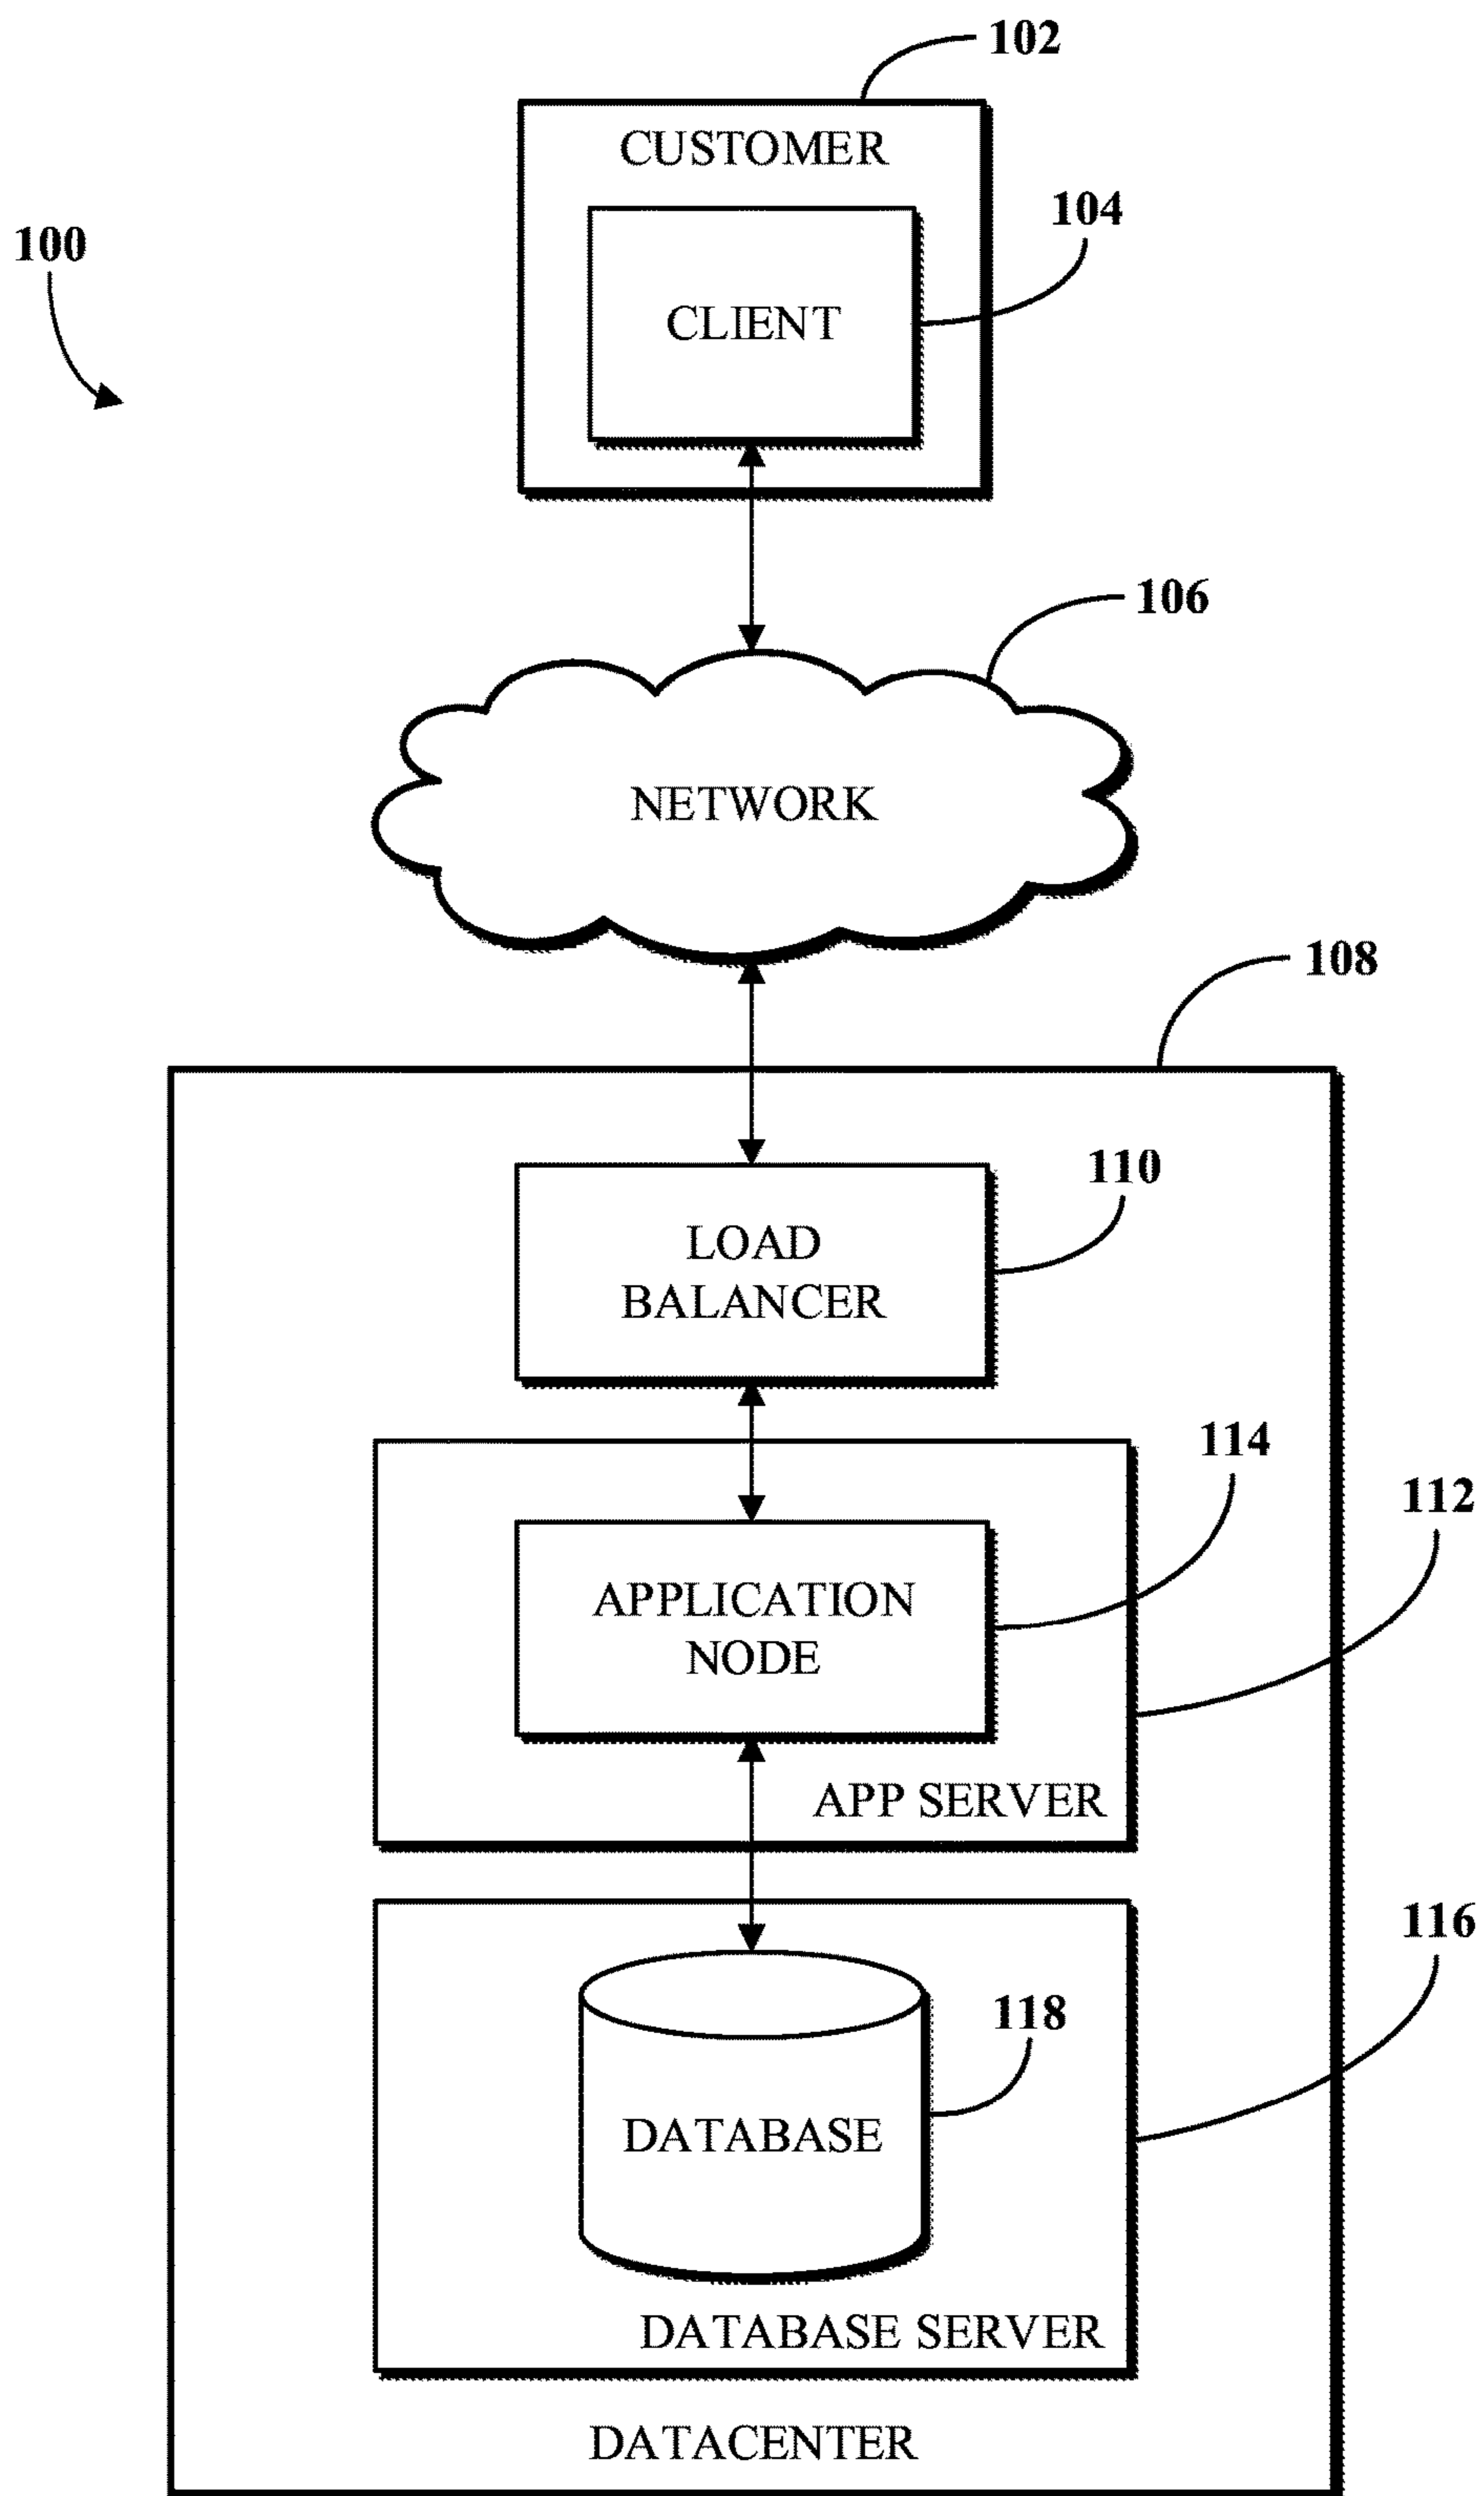 102
CUSTOMER
104
100
CLIENT
106
NETWORK
108
110
LOAD
BALANCER
114
112
APPLICATION
NODE
APP SERVER
116
118
DATABASE
DATABASE SERVER
DATACENTER